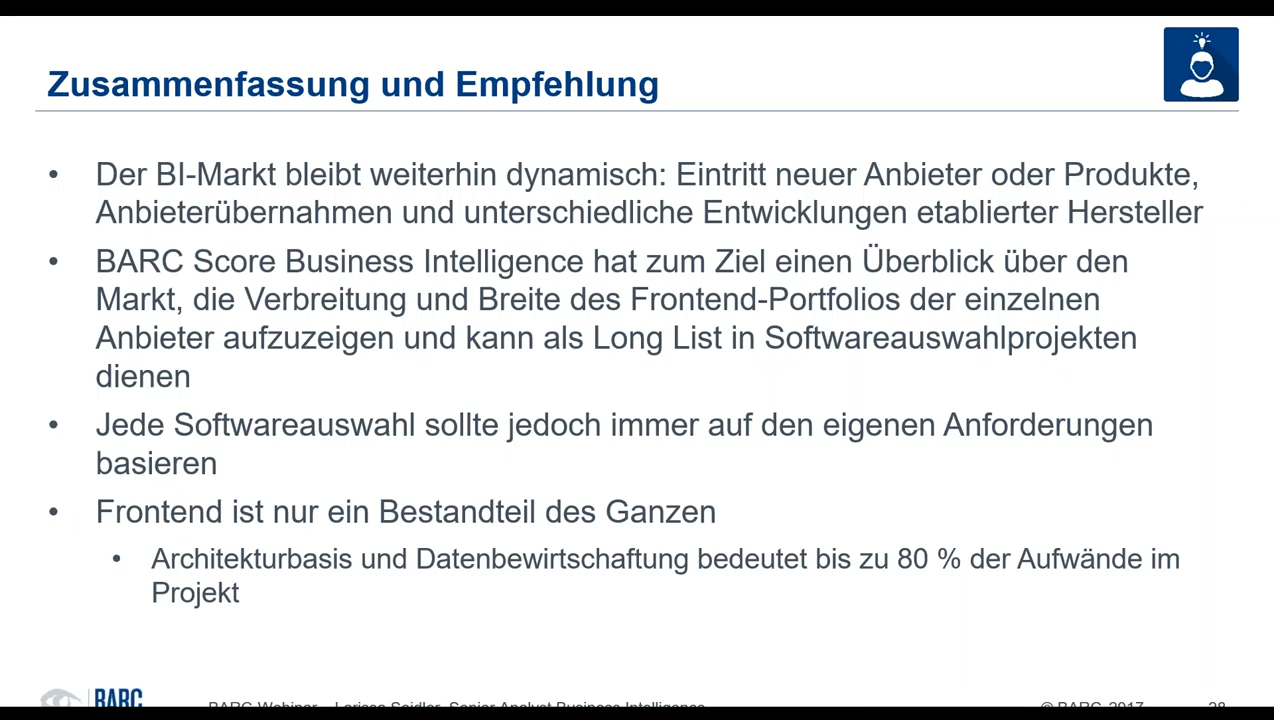 Zusammenfassung und Empfehlung
• Der BI-Markt bleibt weiterhin dynamisch: Eintritt neuer Anbieter oder Produkte,
Anbieterübernahmen und unterschiedliche Entwicklungen etablierter Hersteller
• BARC Score Business Intelligence hat zum Ziel einen Überblick über den
Markt, die Verbreitung und Breite des Frontend-Portfolios der einzelnen
Anbieter aufzuzeigen und kann als Long List in Softwareauswahlprojekten
dienen
• Jede Softwareauswahl sollte jedoch immer auf den eigenen Anforderungen
basieren
• Frontend ist nur ein Bestandteil des Ganzen
• Architekturbasis und Datenbewirtschaftung bedeutet bis zu 80 % der Aufwände im
Projekt
BARC
BARC Webinar – Larissa Seidler, Senior Analyst Business Intelligence
© BARC 2017
28